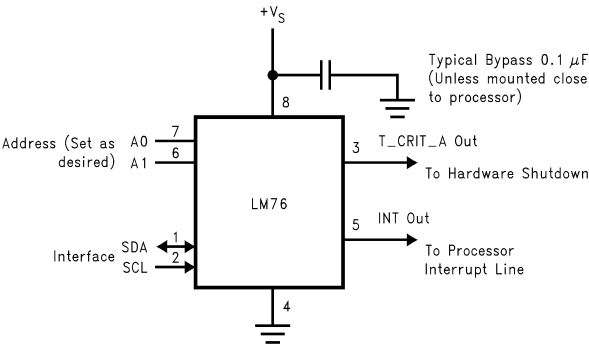 +VS
Typical Bypass 0.1 μF
(Unless mounted close
to processor)
8
Address (Set as
desired)
A0
7
A1
6
3
T_CRIT_A Out
To Hardware Shutdown
LM76
5
INT Out
To Processor
Interrupt Line
Interface
SDA
1
SCL
2
4